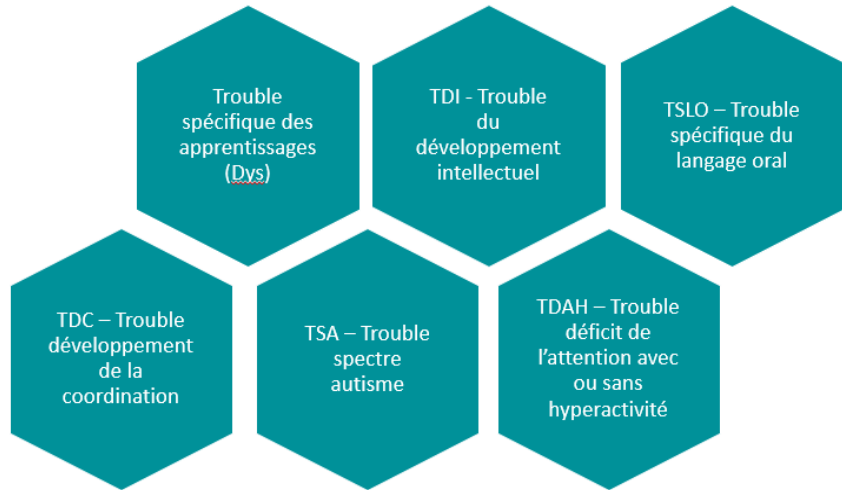 Trouble
spécifique des
apprentissages
(Dys)
TDI - Trouble
du
développement
intellectuel
TSLO – Trouble
spécifique du
langage oral
TDC – Trouble
développement
de la
coordination
TSA – Trouble
spectre
autisme
TDAH – Trouble
déficit de
l’attention avec
ou sans
hyperactivité